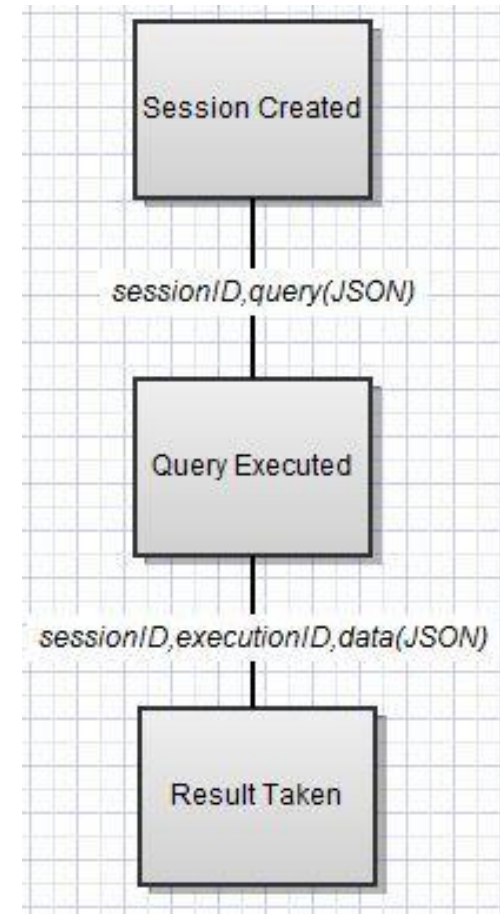 Session Created
sessionID,query(JSON)
Query Executed
sessionID,executionID,data(JSON)
Result Taken